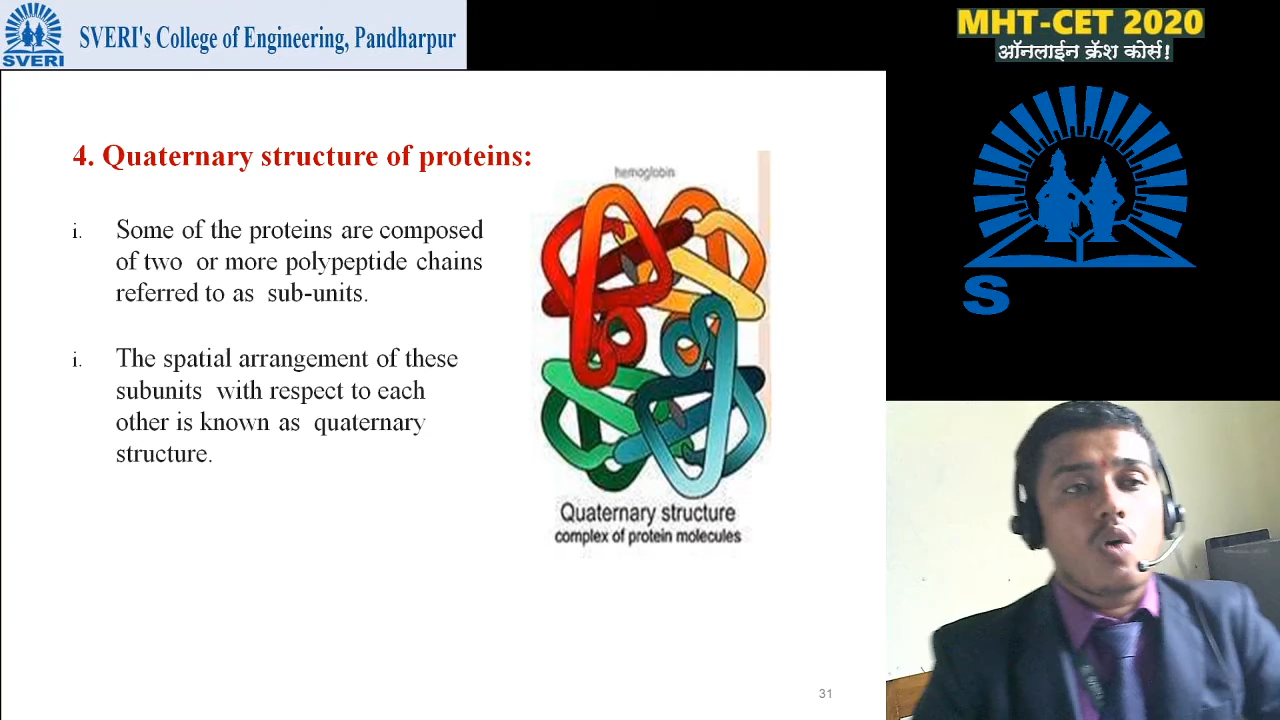 SVERI
SVERI's College of Engineering, Pandharpur
MHT-CET 2020
ऑनलाईन क्रॅश कोर्स!
S
4. Quaternary structure of proteins:
i. Some of the proteins are composed
of two or more polypeptide chains
referred to as sub-units.
i. The spatial arrangement of these
subunits with respect to each
other is known as quaternary
structure.
hemoglobin
Quaternary structure
complex of protein molecules
31